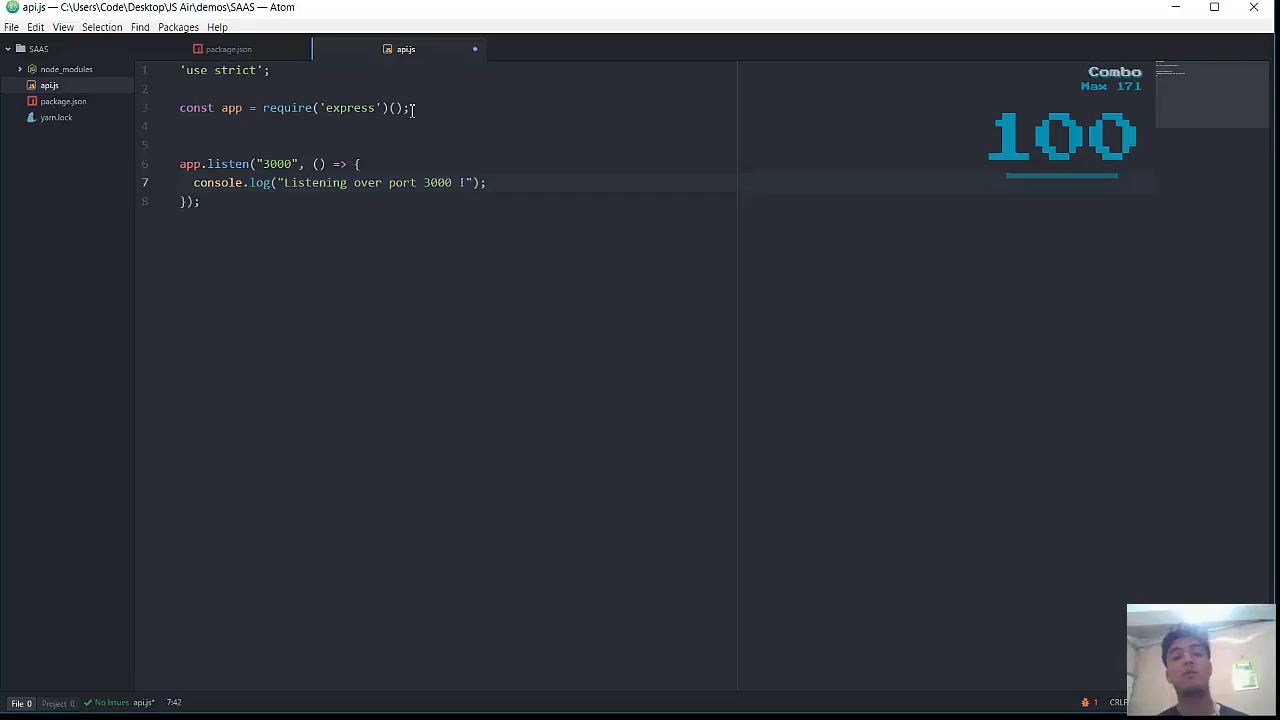 api.js — C:\Users\Code\Desktop\JS Air\demos\SAAS — Atom
File Edit View Selection Find Packages Help
SAAS
node_modules
api.js
package.json
yarn.lock
package.json
api.js
1 'use strict';
2
3 const app = require('express')();
4
5
6 app.listen("3000", () => {
7 console.log("Listening over port 3000 !");
8 });
Combo
Max 171
100
File 0 Project 0 No Issues api.js* 7:42
1 CRLF